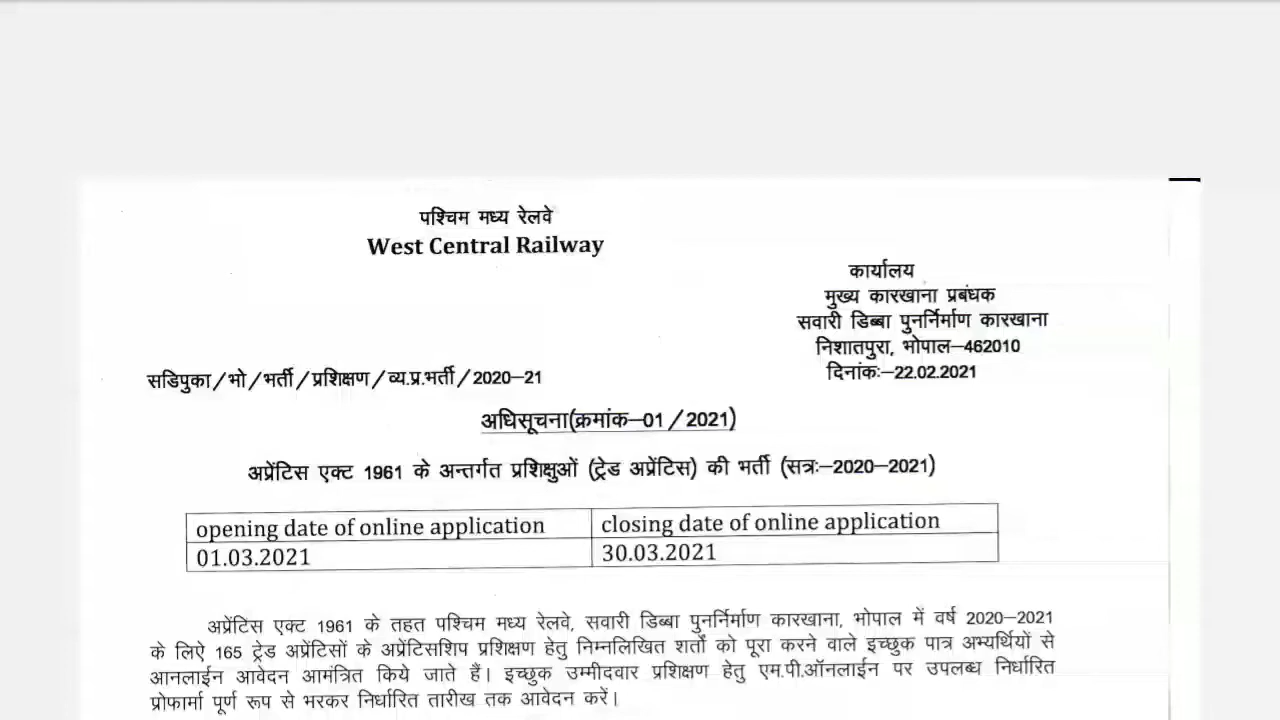 पश्चिम मध्य रेलवे
West Central Railway
कार्यालय
मुख्य कारखाना प्रबंधक
सवारी डिब्बा पुनर्निर्माण कारखाना
निशातपुरा, भोपाल–462010
दिनांकः–22.02.2021
सडिपुका/भो/भर्ती/प्रशिक्षण/व्य.प्र.भर्ती/2020–21
अधिसूचना(क्रमांक–01/2021)
अप्रेंटिस एक्ट 1961 के अन्तर्गत प्रशिक्षुओं (ट्रेड अप्रेंटिस) की भर्ती (सत्रः–2020–2021)
opening date of online application closing date of online application
01.03.2021 30.03.2021
अप्रेंटिस एक्ट 1961 के तहत पश्चिम मध्य रेलवे, सवारी डिब्बा पुनर्निर्माण कारखाना, भोपाल में वर्ष 2020–2021
के लिऐ 165 ट्रेड अप्रेंटिसों के अप्रेंटिसशिप प्रशिक्षण हेतु निम्नलिखित शर्तों को पूरा करने वाले इच्छुक पात्र अभ्यर्थियों से
आनलाईन आवेदन आमंत्रित किये जाते हैं। इच्छुक उम्मीदवार प्रशिक्षण हेतु एम.पी.ऑनलाईन पर उपलब्ध निर्धारित
प्रोफार्मा पूर्ण रूप से भरकर निर्धारित तारीख तक आवेदन करें।